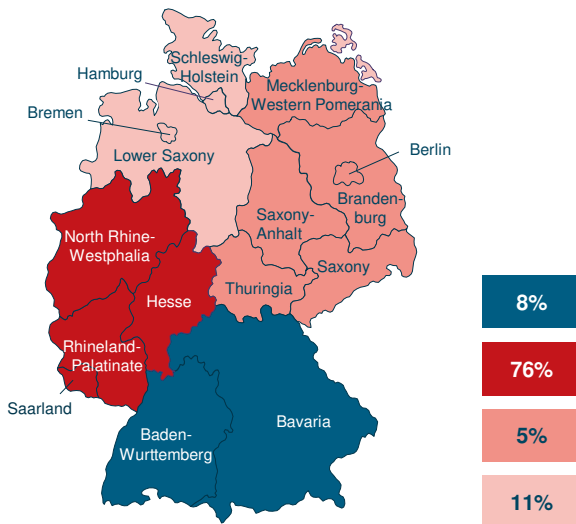 Schleswig-
Holstein
Hamburg
Mecklenburg-
Western Pomerania
Bremen
Lower Saxony
Berlin
Branden-
burg
Saxony-
Anhalt
North Rhine-
Westphalia
Saxony
Thuringia
Hesse
Rhineland-
Palatinate
Saarland
Baden-
Wurttemberg
Bavaria
8%
76%
5%
11%